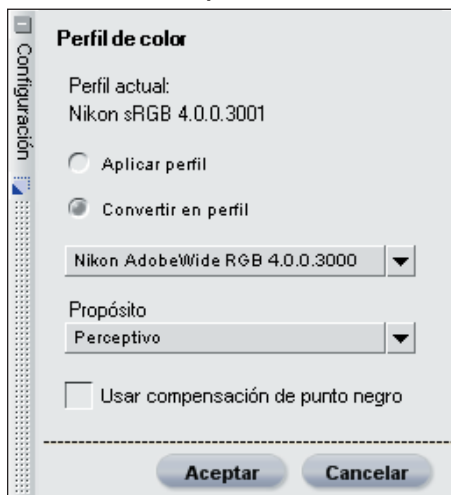 Configuración
Perfil de color
Perfil actual:
Nikon sRGB 4.0.0.3001
Aplicar perfil
Convertir en perfil
Nikon AdobeWide RGB 4.0.0.3000
Propósito
Perceptivo
Usar compensación de punto negro
Aceptar
Cancelar